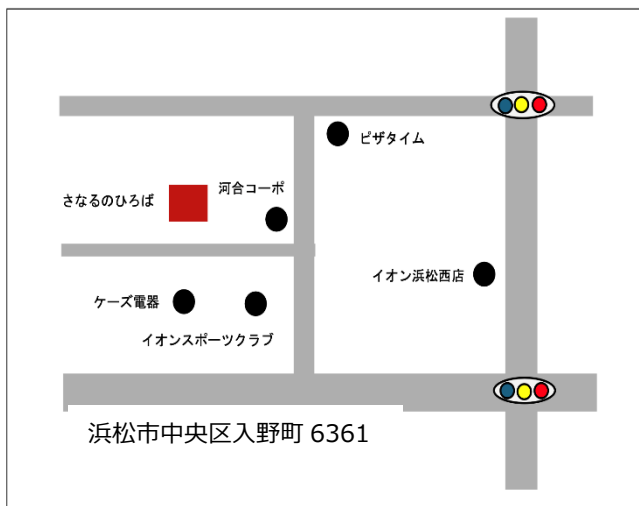 ピザタイム
河合コーポ
さなるのひろば
イオン浜松西店
ケーズ電器
イオンスポーツクラブ
浜松市中央区入野町 6361